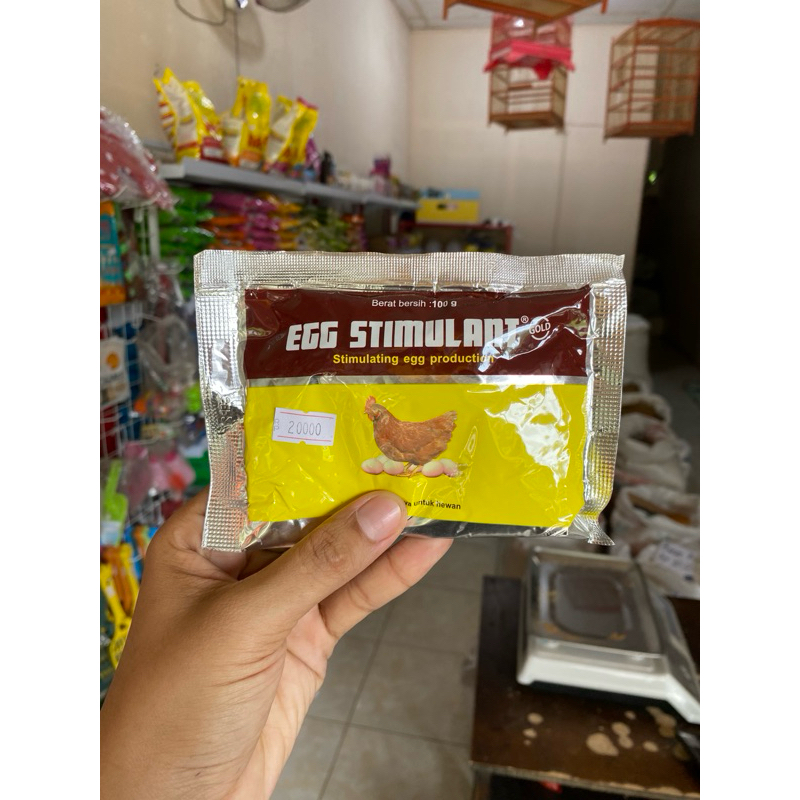 Berat bersih :100 g
EGG STIMULANT®
GOLD
Stimulating egg production
20000
untuk hewan